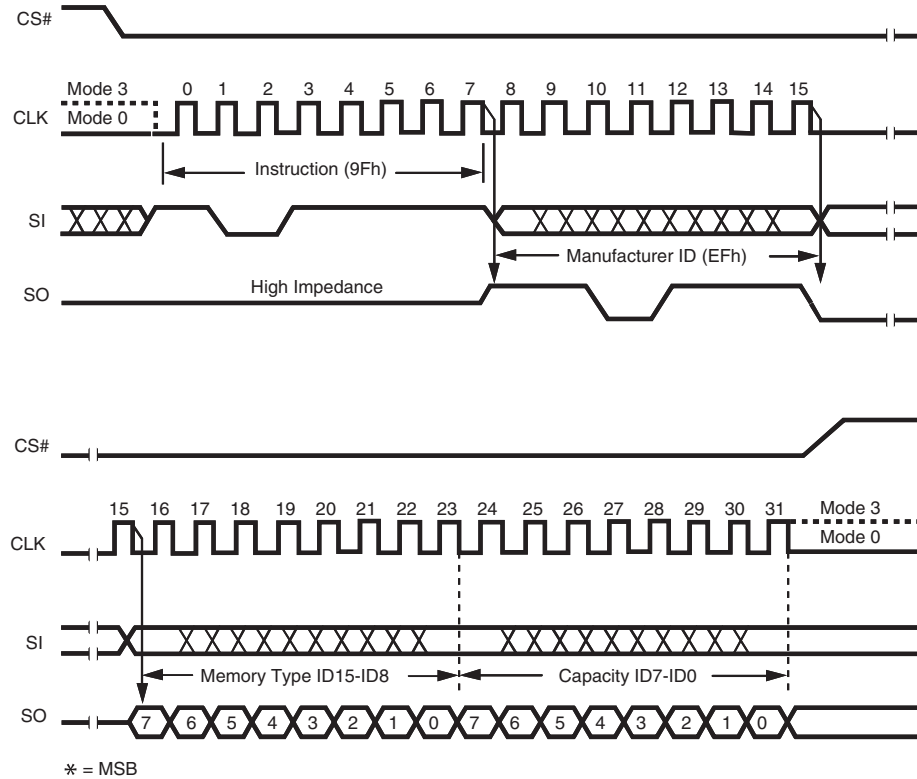 CS#
Mode 3
0 1 2 3 4 5 6 7 8 9 10 11 12 13 14 15
CLK
Mode 0
Instruction (9Fh)
SI
Manufacturer ID (EFh)
High Impedance
SO
CS#
15 16 17 18 19 20 21 22 23 24 25 26 27 28 29 30 31
Mode 3
CLK
Mode 0
SI
Memory Type ID15-ID8
Capacity ID7-ID0
SO
7 6 5 4 3 2 1 0 7 6 5 4 3 2 1 0
* = MSB